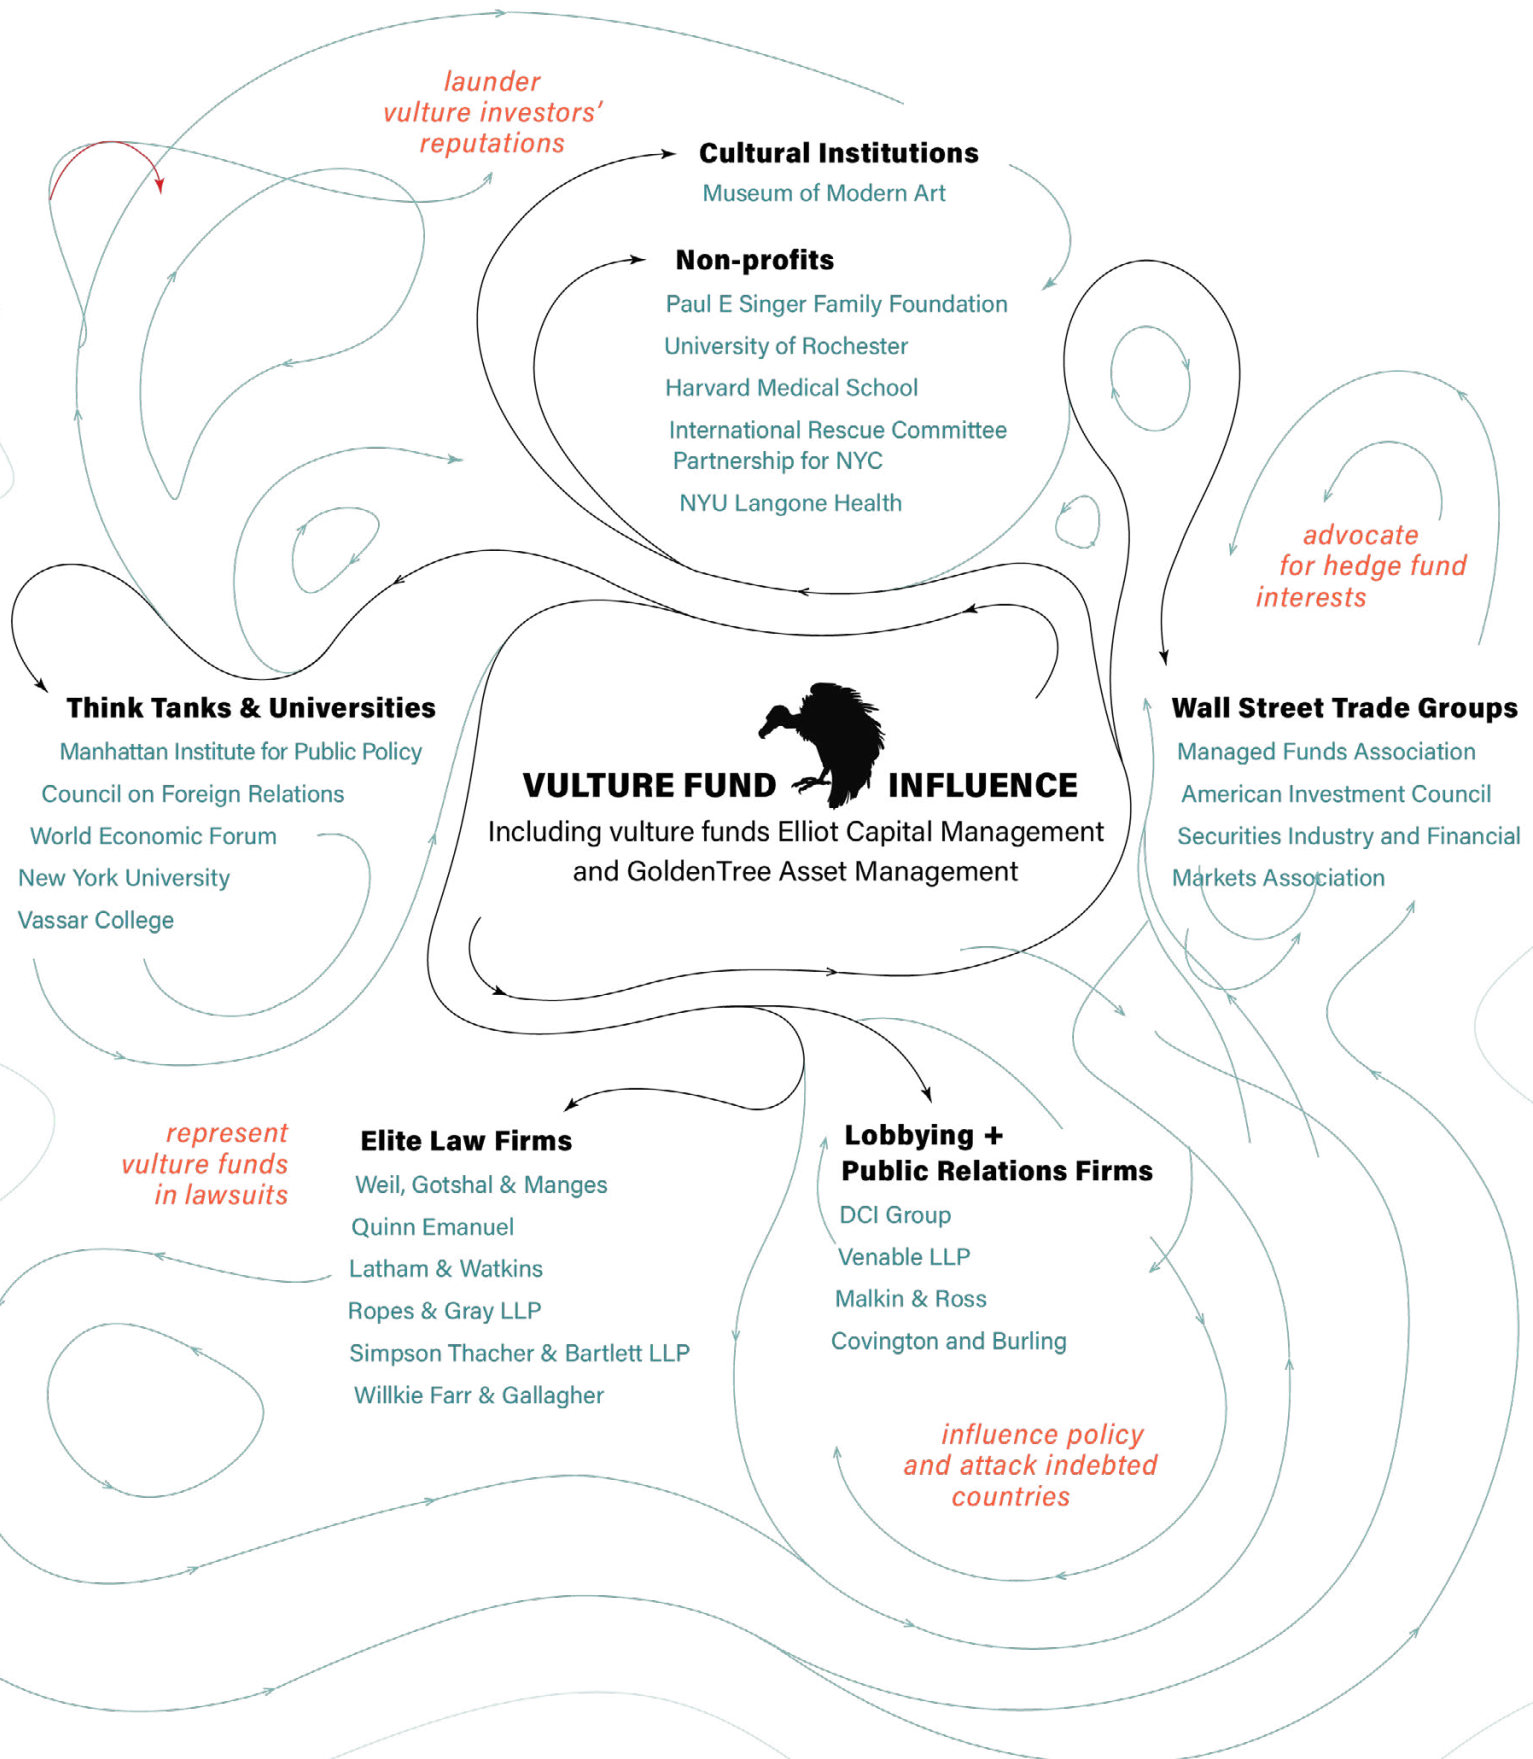 launder
vulture investors’
reputations
Cultural Institutions
Museum of Modern Art
Non-profits
Paul E Singer Family Foundation
University of Rochester
Harvard Medical School
International Rescue Committee
Partnership for NYC
NYU Langone Health
advocate
for hedge fund
interests
Think Tanks & Universities
Manhattan Institute for Public Policy
Council on Foreign Relations
World Economic Forum
New York University
Vassar College
VULTURE FUND INFLUENCE
Including vulture funds Elliot Capital Management
and GoldenTree Asset Management
Wall Street Trade Groups
Managed Funds Association
American Investment Council
Securities Industry and Financial
Markets Association
represent
vulture funds
in lawsuits
Elite Law Firms
Weil, Gotshal & Manges
Quinn Emanuel
Latham & Watkins
Ropes & Gray LLP
Simpson Thacher & Bartlett LLP
Willkie Farr & Gallagher
Lobbying +
Public Relations Firms
DCI Group
Venable LLP
Malkin & Ross
Covington and Burling
influence policy
and attack indebted
countries